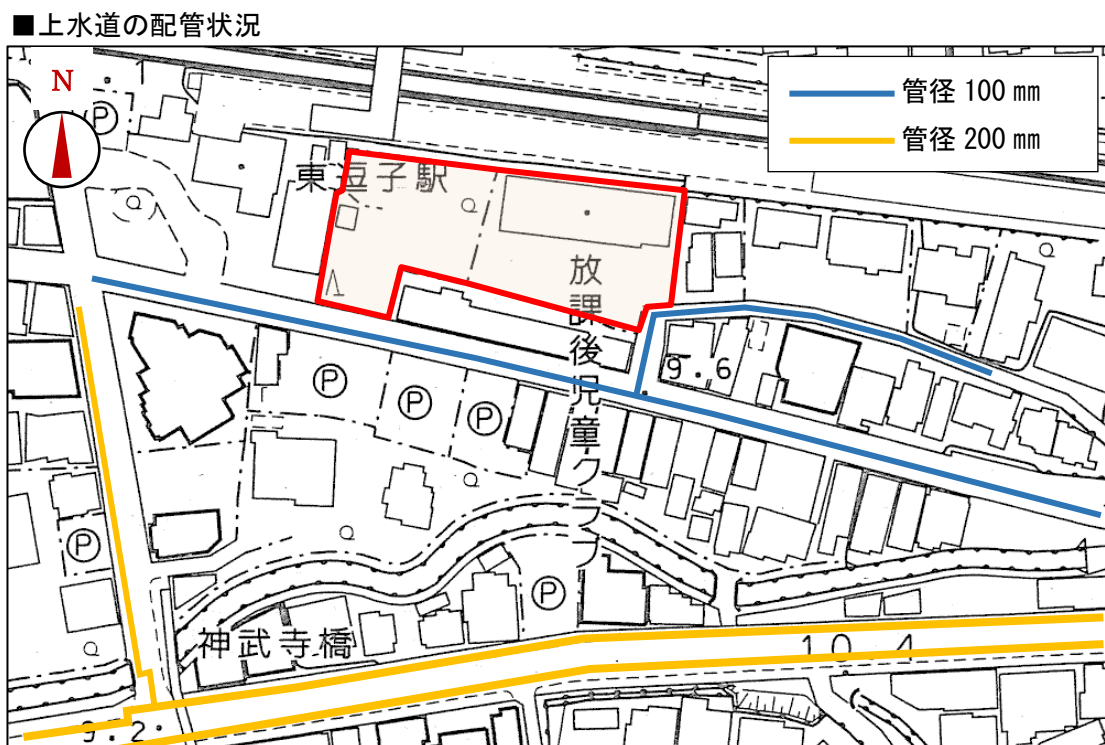 ■上水道の配管状況
N
管径 100 ㎜
管径 200 ㎜
Ⓟ
東逗子駅
放課後児童クラブ
9.6
Ⓟ
Ⓟ
Ⓟ
Ⓟ
Ⓟ
神武寺橋
10.4
9.2